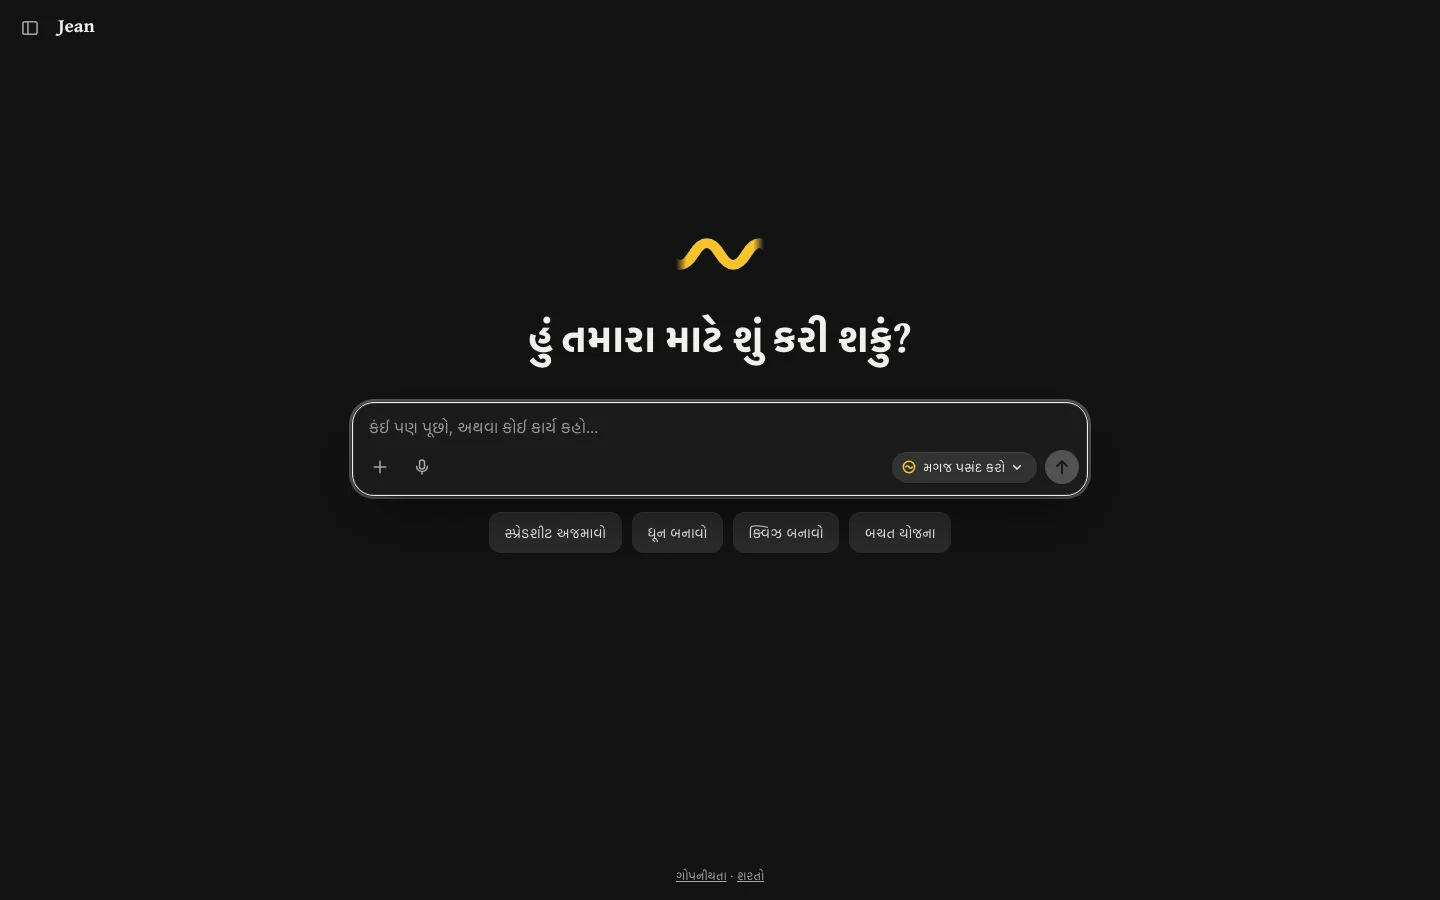 Jean
હું તમારા માટે શું કરી શકું?
કંઈ પણ પૂછો, અથવા કોઈ કાર્ય કહો...
મગજ પસંદ કરો
સ્પ્રેડશીટ અજમાવો
ધૂન બનાવો
ક્વિઝ બનાવો
બચત યોજના
ગોપનીયતા · શરતો